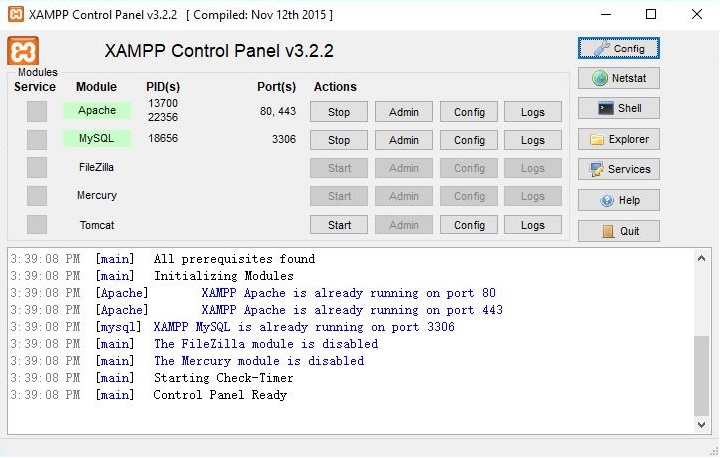 XAMPP Control Panel v3.2.2 [ Compiled: Nov 12th 2015 ]
XAMPP Control Panel v3.2.2
Config
Modules
Service Module PID(s) Port(s) Actions
Netstat
Apache 13700 22356 80, 443 Stop Admin Config Logs
Shell
MySQL 18656 3306 Stop Admin Config Logs
Explorer
FileZilla Start Admin Config Logs
Services
Mercury Start Admin Config Logs
Help
Tomcat Start Admin Config Logs
Quit
3:39:08 PM [main] All prerequisites found
3:39:08 PM [main] Initializing Modules
3:39:08 PM [Apache] XAMPP Apache is already running on port 80
3:39:08 PM [Apache] XAMPP Apache is already running on port 443
3:39:08 PM [mysql] XAMPP MySQL is already running on port 3306
3:39:08 PM [main] The FileZilla module is disabled
3:39:08 PM [main] The Mercury module is disabled
3:39:08 PM [main] Starting Check-Timer
3:39:08 PM [main] Control Panel Ready